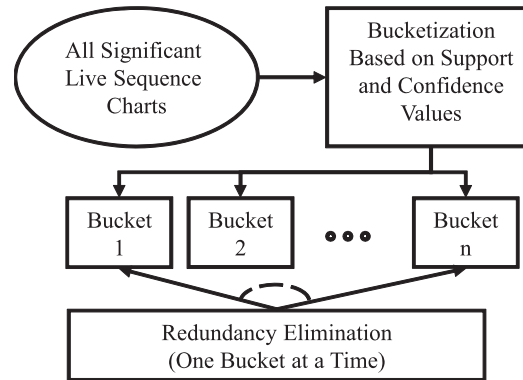 All Significant
Live Sequence
Charts
Bucketization
Based on Support
and Confidence
Values
Bucket
1
Bucket
2
Bucket
n
Redundancy Elimination
(One Bucket at a Time)